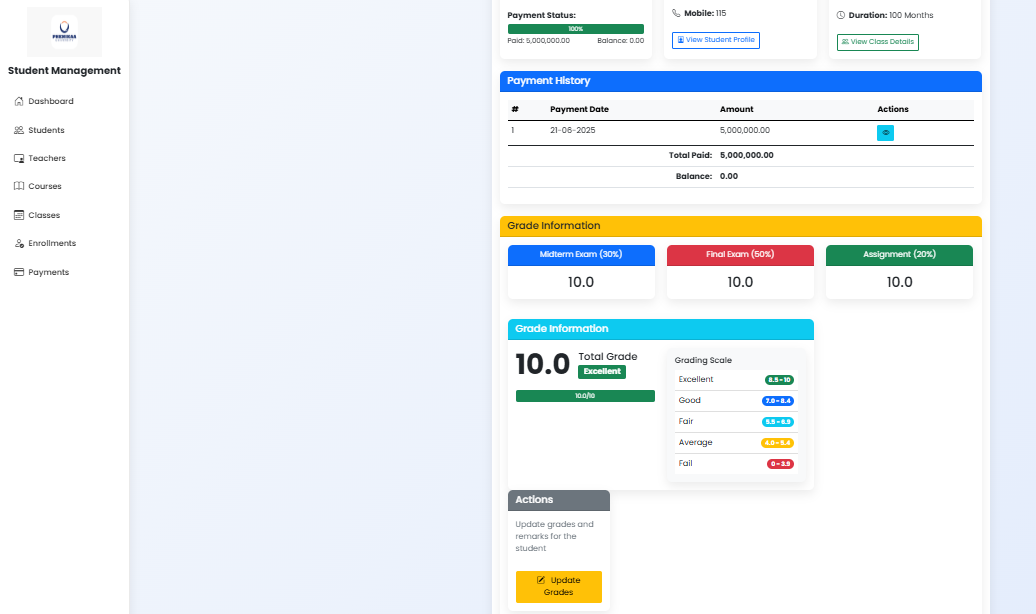 Student Management
Dashboard
Students
Teachers
Courses
Classes
Enrollments
Payments
Payment Status:
100%
Paid: 5,000,000.00 Balance: 0.00
Mobile: 115
View Student Profile
Duration: 100 Months
View Class Details
Payment History
# Payment Date Amount Actions
1 21-06-2025 5,000,000.00
Total Paid: 5,000,000.00
Balance: 0.00
Grade Information
Midterm Exam (30%) Final Exam (50%) Assignment (20%)
10.0 10.0 10.0
Grade Information
10.0 Total Grade
Excellent
10.0/10
Grading Scale
Excellent 8.5 - 10
Good 7.0 - 8.4
Fair 5.5 - 6.9
Average 4.0 - 5.4
Fail 0 - 3.9
Actions
Update grades and
remarks for the
student
Update
Grades